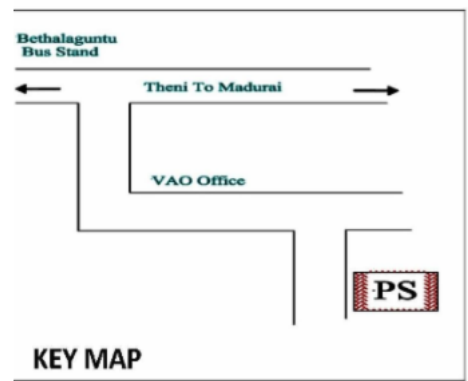 Bethalaguntu
Bus Stand
Theni To Madurai
VAO Office
PS
KEY MAP